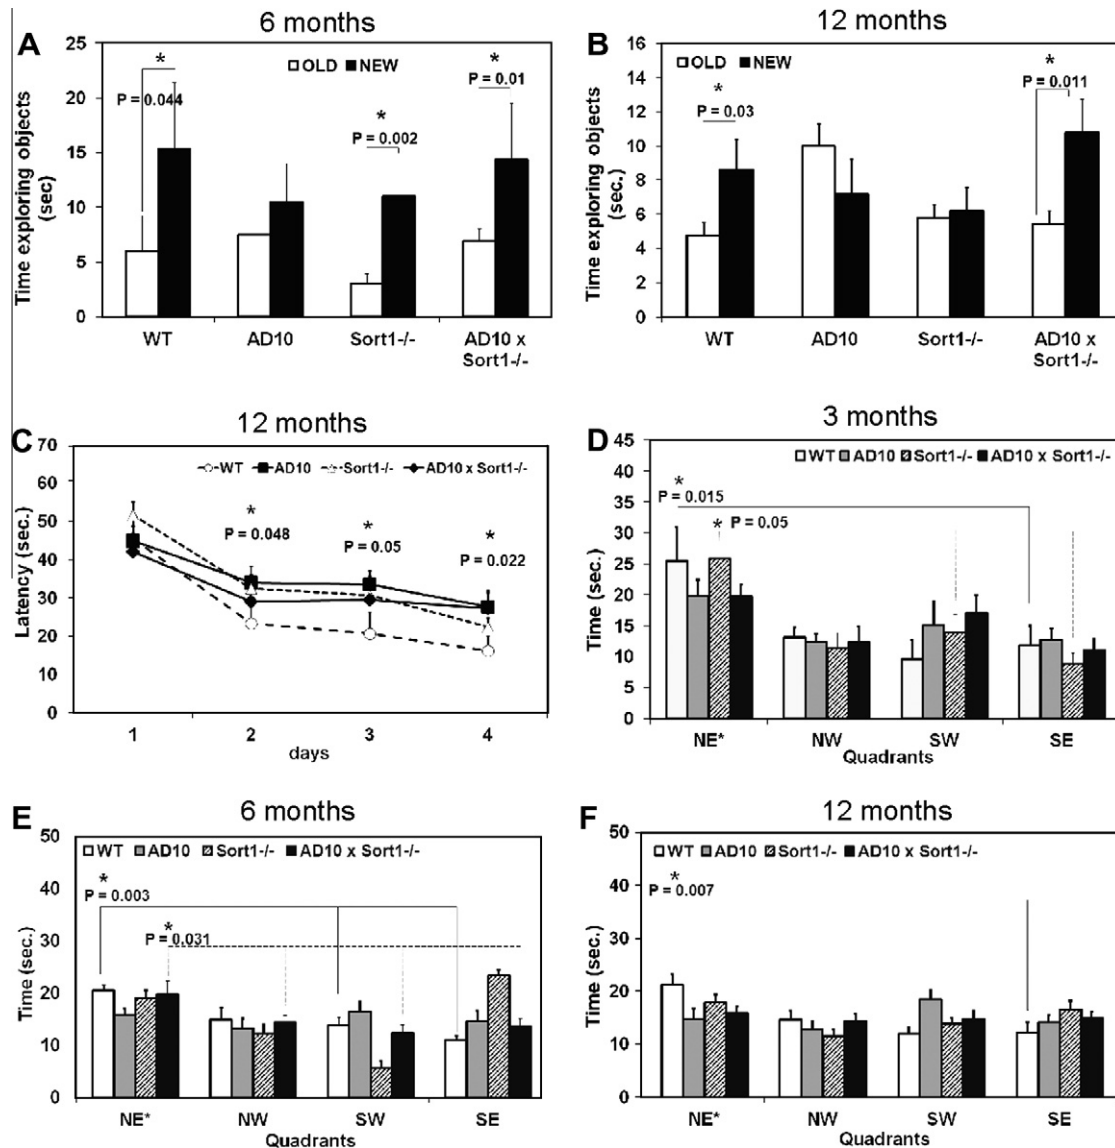 6 months
A
OLD NEW
P = 0.044
*
*
P = 0.002
*
P = 0.01
Time exploring objects
(sec)
25
20
15
10
5
0
WT AD10 Sort1-/- AD10 x
Sort1-/-
12 months
B
OLD NEW
*
P = 0.03
*
P = 0.011
Time exploring objects
(sec.)
16
14
12
10
8
6
4
2
0
WT AD10 Sort1-/- AD10 x
Sort1-/-
12 months
C
WT AD10 Sort1-/- AD10 x Sort1-/-
*
P = 0.048
*
P = 0.05
*
P = 0.022
Latency (sec.)
70
60
50
40
30
20
10
0
1 2 3 4
days
3 months
D
WT AD10 Sort1-/- AD10 x Sort1-/-
*
P = 0.015
* P = 0.05
Time (sec.)
45
40
35
30
25
20
15
10
5
0
NE* NW SW SE
Quadrants
6 months
E
WT AD10 Sort1-/- AD10 x Sort1-/-
*
P = 0.003
*
P = 0.031
Time (sec.)
50
40
30
20
10
0
NE* NW SW SE
Quadrants
12 months
F
WT AD10 Sort1-/- AD10 x Sort1-/-
*
P = 0.007
Time (sec.)
50
40
30
20
10
0
NE* NW SW SE
Quadrants